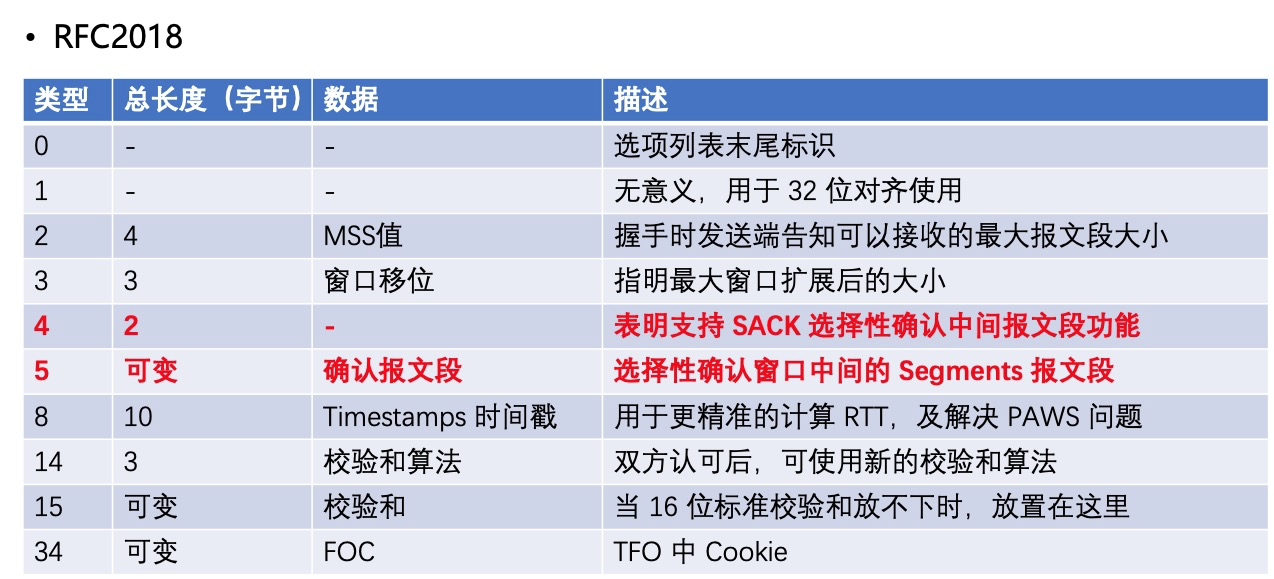 • RFC2018
类型 总长度（字节） 数据 描述
0 - - 选项列表末尾标识
1 - - 无意义，用于 32 位对齐使用
2 4 MSS值 握手时发送端告知可以接收的最大报文段大小
3 3 窗口移位 指明最大窗口扩展后的大小
4 2 - 表明支持 SACK 选择性确认中间报文段功能
5 可变 确认报文段 选择性确认窗口中间的 Segments 报文段
8 10 Timestamps 时间戳 用于更精准的计算 RTT，及解决 PAWS 问题
14 3 校验和算法 双方认可后，可使用新的校验和算法
15 可变 校验和 当 16 位标准校验和放不下时，放置在这里
34 可变 FOC TFO 中 Cookie